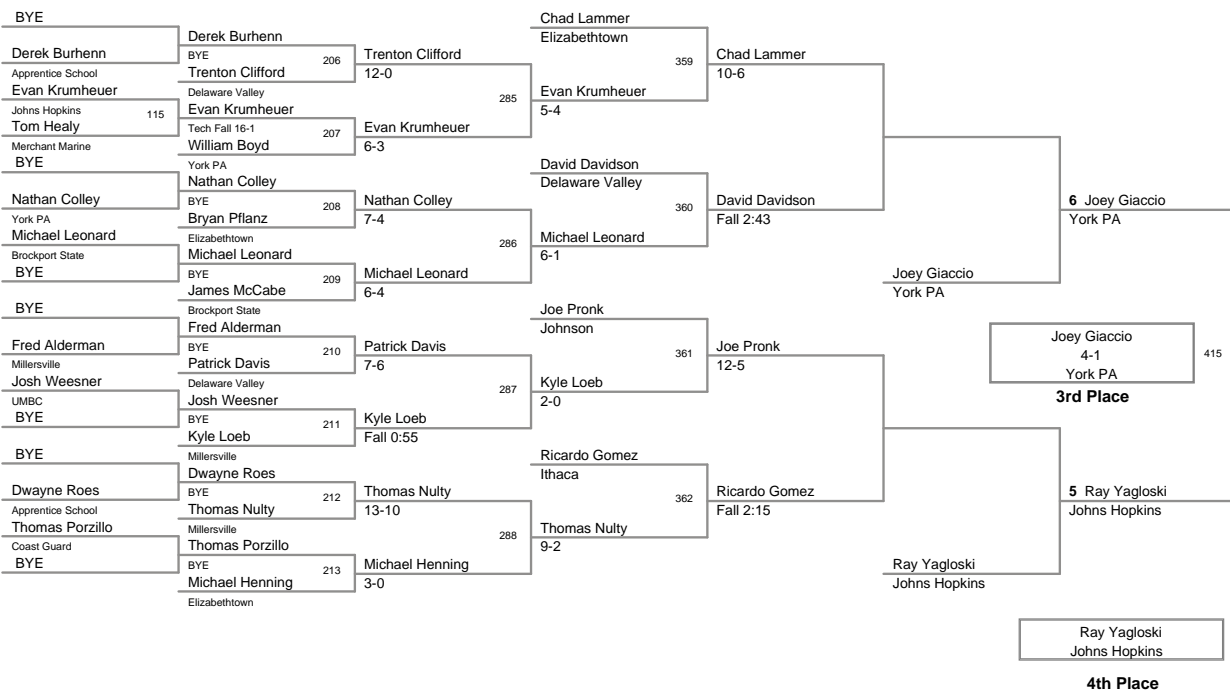 BYE
Derek Burhenn
Apprentice School
Evan Krumheuer
Johns Hopkins
115
Tom Healy
Merchant Marine
BYE
Nathan Colley
York PA
Michael Leonard
Brockport State
BYE
BYE
Fred Alderman
Millersville
Josh Weesner
UMBC
BYE
BYE
Dwayne Roes
Apprentice School
Thomas Porzillo
Coast Guard
BYE
Derek Burhenn
BYE
206
Trenton Clifford
Delaware Valley
Evan Krumheuer
Tech Fall 16-1
207
William Boyd
York PA
Nathan Colley
BYE
208
Bryan Pflanz
Elizabethtown
Michael Leonard
BYE
209
James McCabe
Brockport State
Fred Alderman
BYE
210
Patrick Davis
Delaware Valley
Josh Weesner
BYE
211
Kyle Loeb
Millersville
Dwayne Roes
BYE
212
Thomas Nulty
Millersville
Thomas Porzillo
BYE
213
Michael Henning
Elizabethtown
Trenton Clifford
12-0
285
Evan Krumheuer
6-3
Nathan Colley
7-4
286
Michael Leonard
6-4
Patrick Davis
7-6
287
Kyle Loeb
Fall 0:55
Thomas Nulty
13-10
288
Michael Henning
3-0
Chad Lammer
Elizabethtown
359
Evan Krumheuer
5-4
David Davidson
Delaware Valley
360
Michael Leonard
6-1
Joe Pronk
Johnson
361
Kyle Loeb
2-0
Ricardo Gomez
Ithaca
362
Thomas Nulty
9-2
Chad Lammer
10-6
David Davidson
Fall 2:43
Joe Pronk
12-5
Ricardo Gomez
Fall 2:15
Joey Giaccio
York PA
Ray Yagloski
Johns Hopkins
6 Joey Giaccio
York PA
Joey Giaccio
4-1
415
York PA
3rd Place
5 Ray Yagloski
Johns Hopkins
Ray Yagloski
Johns Hopkins
4th Place